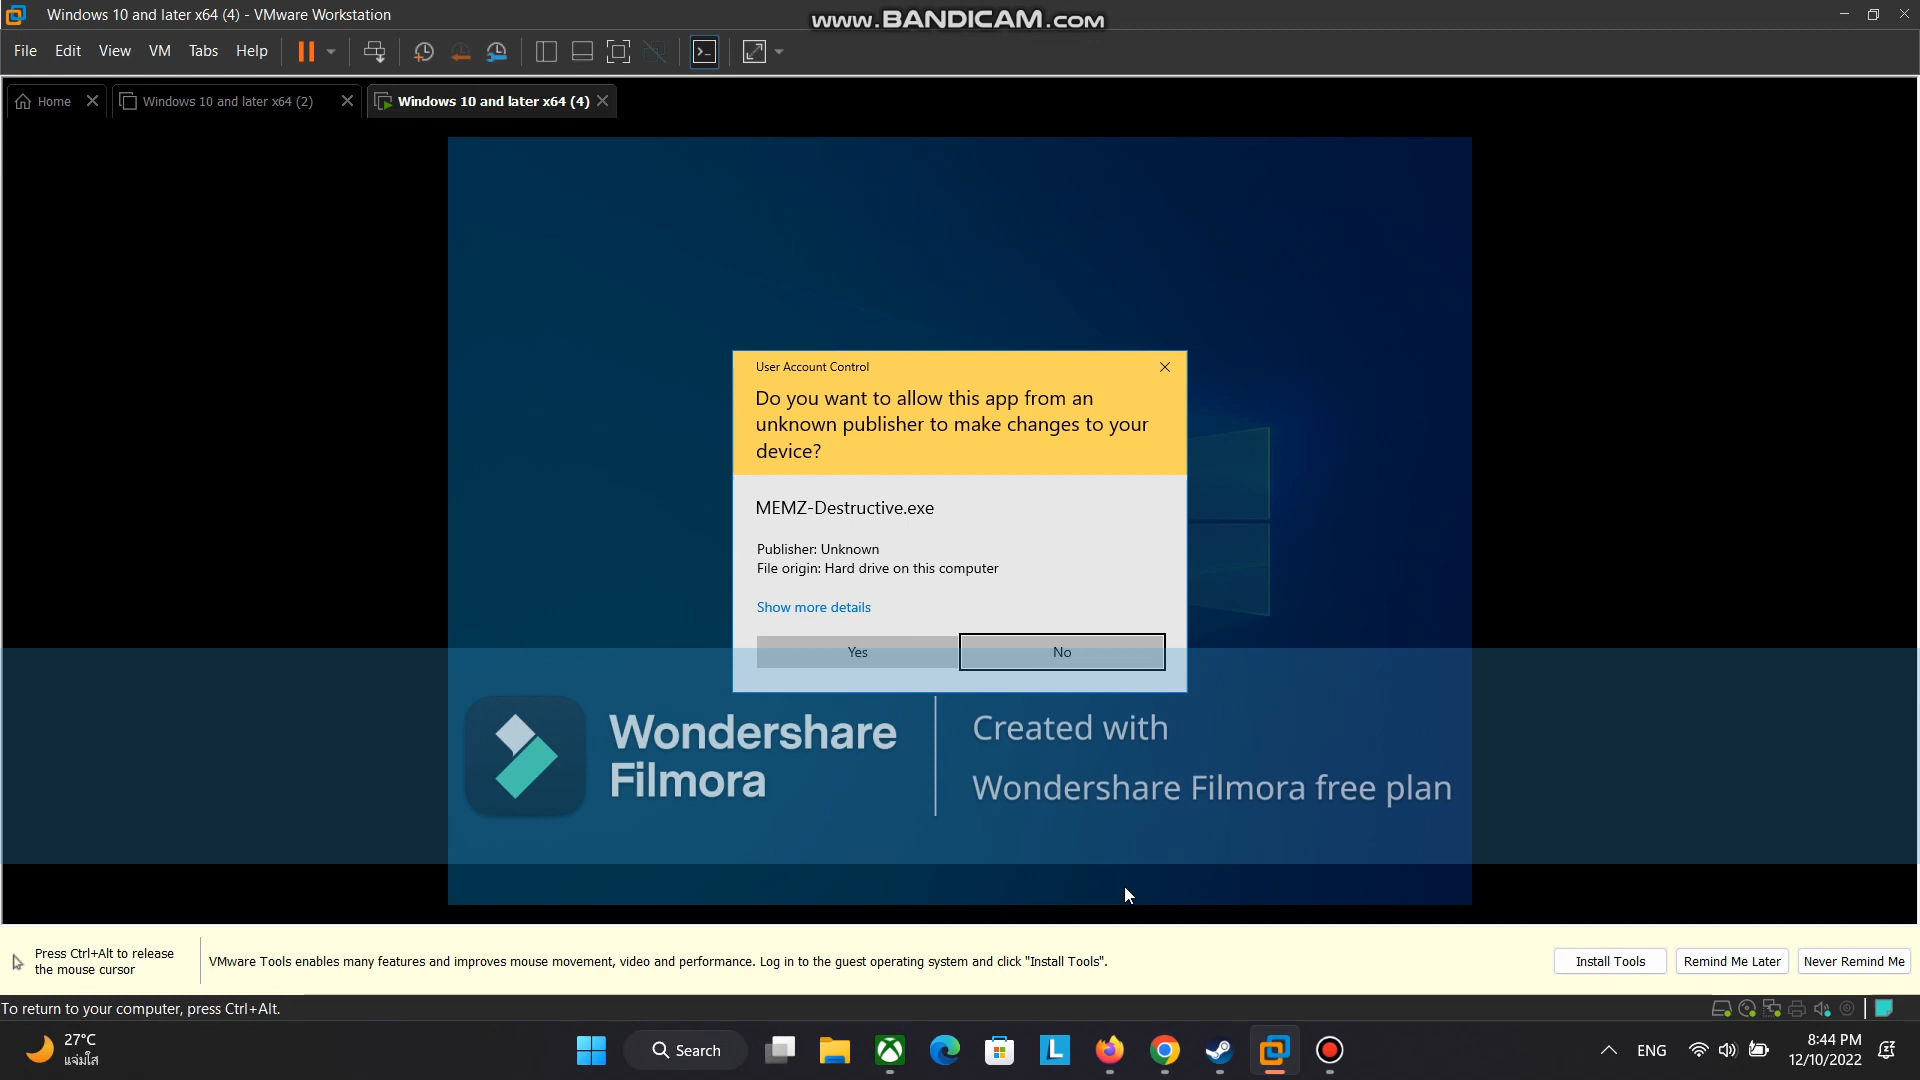 Windows 10 and later x64 (4) - VMware Workstation
www.BANDICAM.com
File Edit View VM Tabs Help
Home
Windows 10 and later x64 (2)
Windows 10 and later x64 (4)
User Account Control
Do you want to allow this app from an
unknown publisher to make changes to your
device?
MEMZ-Destructive.exe
Publisher: Unknown
File origin: Hard drive on this computer
Show more details
Yes No
Wondershare
Filmora
Created with
Wondershare Filmora free plan
Press Ctrl+Alt to release
the mouse cursor
VMware Tools enables many features and improves mouse movement, video and performance. Log in to the guest operating system and click "Install Tools".
Install Tools Remind Me Later Never Remind Me
To return to your computer, press Ctrl+Alt.
27°C
แจ่มใส
Search
L
ENG
8:44 PM
12/10/2022